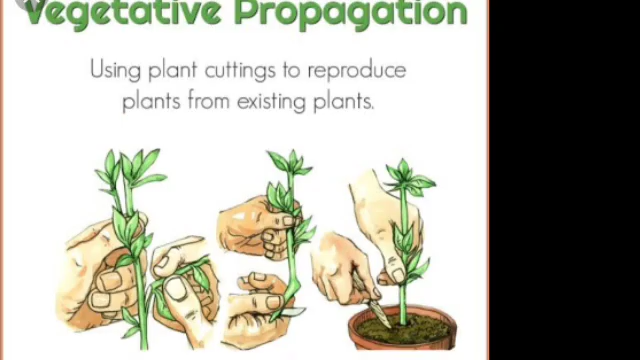 Vegetative Propagation
Using plant cuttings to reproduce
plants from existing plants.